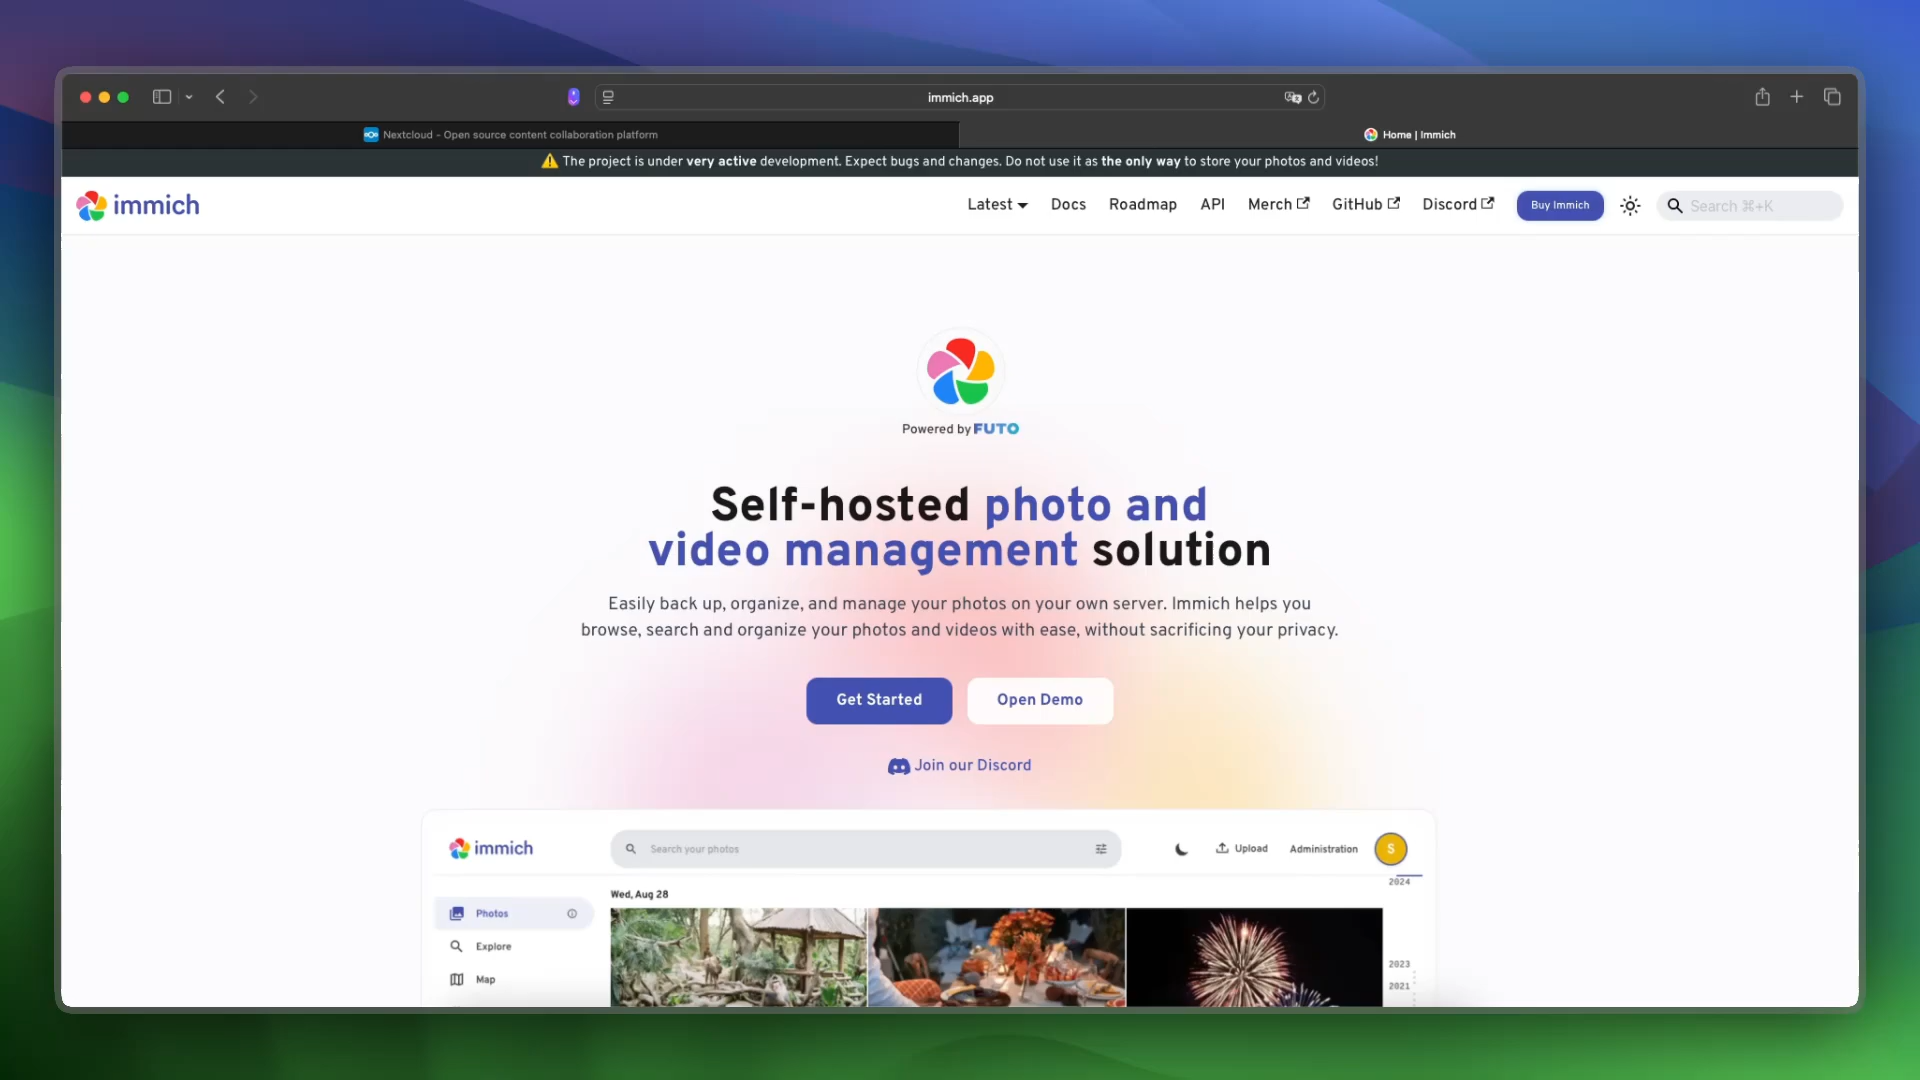 immich.app
Nextcloud - Open source content collaboration platform
Home | Immich
The project is under very active development. Expect bugs and changes. Do not use it as the only way to store your photos and videos!
immich
Latest
Docs
Roadmap
API
Merch
GitHub
Discord
Buy Immich
Search ⌘+K
Powered by FUTO
Self-hosted photo and
video management solution
Easily back up, organize, and manage your photos on your own server. Immich helps you
browse, search and organize your photos and videos with ease, without sacrificing your privacy.
Get Started
Open Demo
Join our Discord
immich
Search your photos
Upload
Administration
S
2024
Wed, Aug 28
Photos
Explore
Map
2023
2021